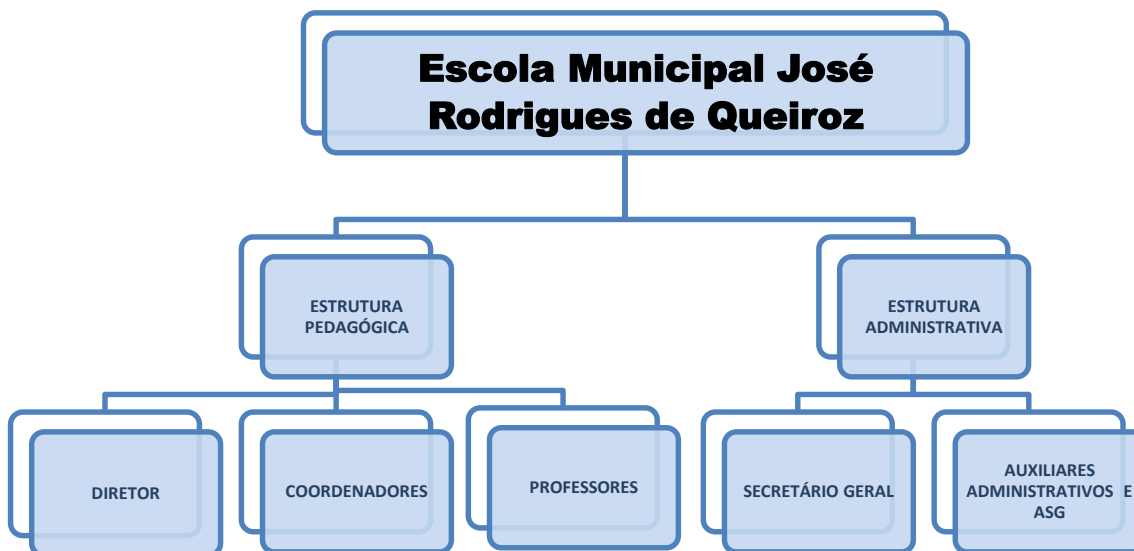 Escola Municipal José
Rodrigues de Queiroz
ESTRUTURA
PEDAGÓGICA
ESTRUTURA
ADMINISTRATIVA
DIRETOR
COORDENADORES
PROFESSORES
SECRETÁRIO GERAL
AUXILIARES
ADMINISTRATIVOS E
ASG